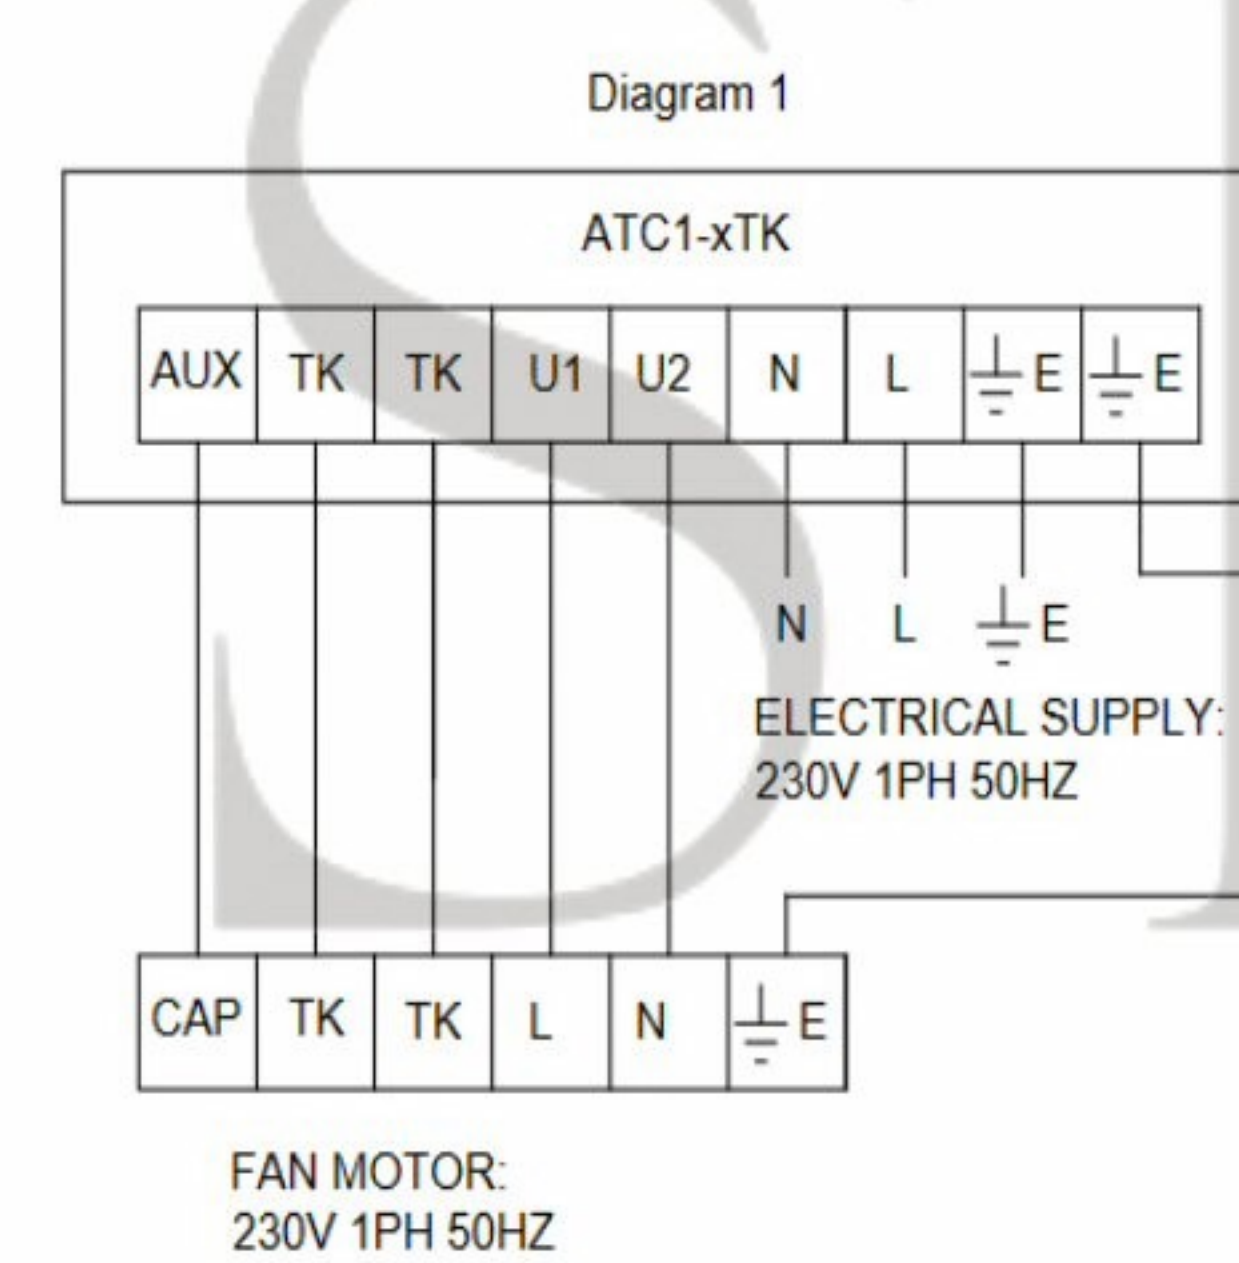 Diagram 1
ATC1-xTK
AUX TK TK U1 U2 N L E E
N L E
ELECTRICAL SUPPLY:
230V 1PH 50HZ
CAP TK TK L N E
FAN MOTOR:
230V 1PH 50HZ